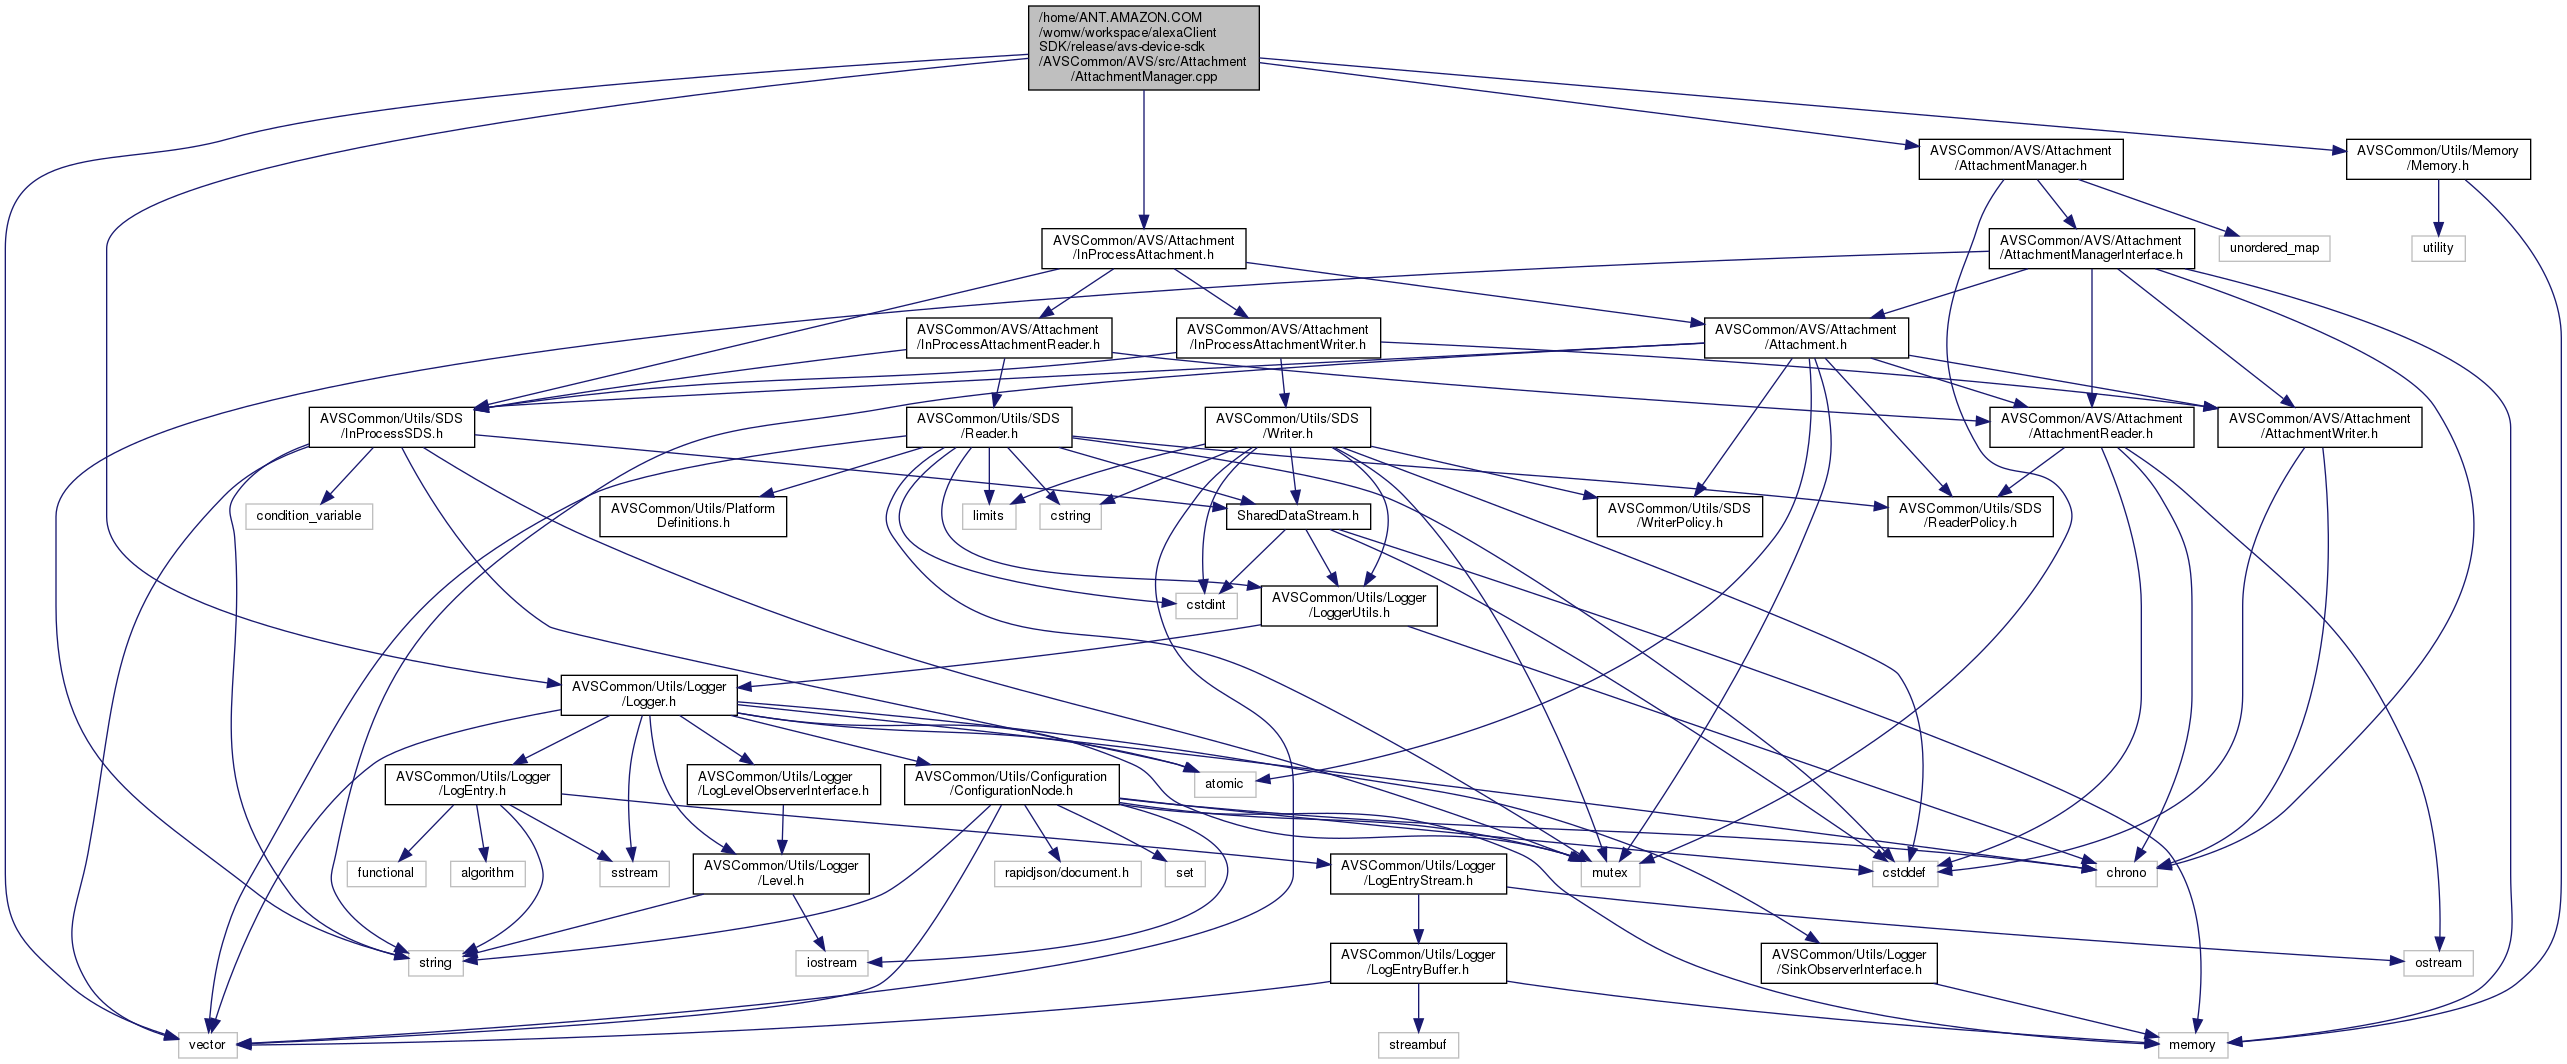 /home/ANT.AMAZON.COM
/womw/workspace/alexaClient
SDK/release/avs-device-sdk
/AVSCommon/AVS/src/Attachment
/AttachmentManager.cpp
AVSCommon/AVS/Attachment
/AttachmentManager.h
AVSCommon/Utils/Memory
/Memory.h
AVSCommon/AVS/Attachment
/InProcessAttachment.h
AVSCommon/AVS/Attachment
/AttachmentManagerInterface.h
unordered_map
utility
AVSCommon/AVS/Attachment
/InProcessAttachmentReader.h
AVSCommon/AVS/Attachment
/InProcessAttachmentWriter.h
AVSCommon/AVS/Attachment
/Attachment.h
AVSCommon/Utils/SDS
/InProcessSDS.h
AVSCommon/Utils/SDS
/Reader.h
AVSCommon/Utils/SDS
/Writer.h
AVSCommon/AVS/Attachment
/AttachmentReader.h
AVSCommon/AVS/Attachment
/AttachmentWriter.h
condition_variable
AVSCommon/Utils/Platform
Definitions.h
limits
cstring
SharedDataStream.h
AVSCommon/Utils/SDS
/WriterPolicy.h
AVSCommon/Utils/SDS
/ReaderPolicy.h
cstdint
AVSCommon/Utils/Logger
/LoggerUtils.h
AVSCommon/Utils/Logger
/Logger.h
AVSCommon/Utils/Logger
/LogEntry.h
AVSCommon/Utils/Logger
/LogLevelObserverInterface.h
AVSCommon/Utils/Configuration
/ConfigurationNode.h
atomic
functional
algorithm
sstream
AVSCommon/Utils/Logger
/Level.h
rapidjson/document.h
set
AVSCommon/Utils/Logger
/LogEntryStream.h
mutex
cstddef
chrono
string
iostream
AVSCommon/Utils/Logger
/LogEntryBuffer.h
AVSCommon/Utils/Logger
/SinkObserverInterface.h
ostream
vector
streambuf
memory